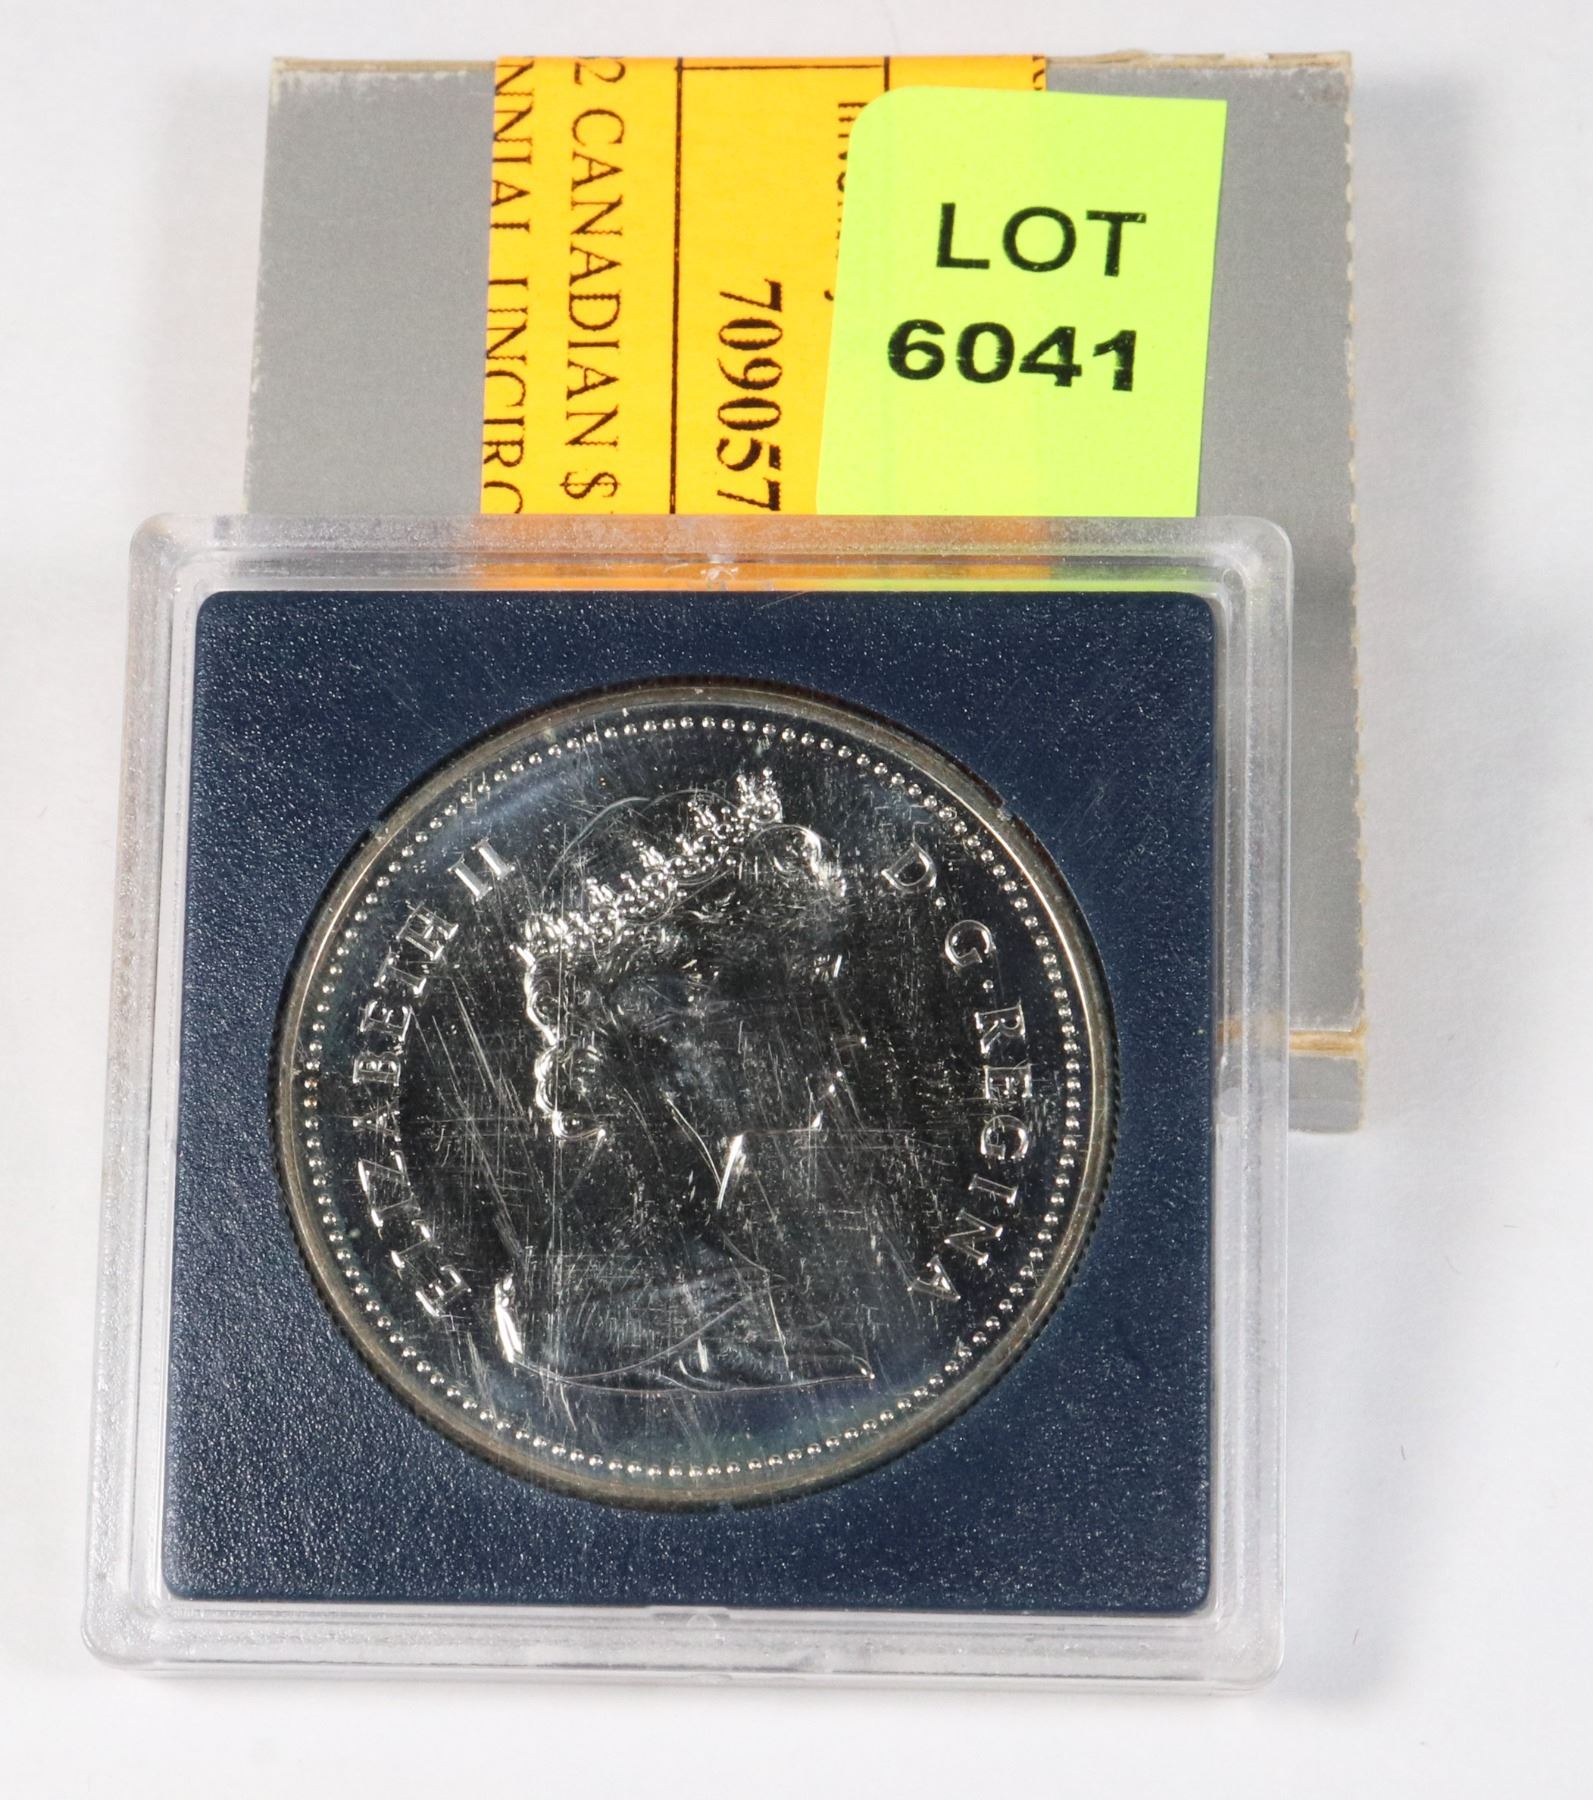 2 CANADIAN $
NNIAL UNCIRC
709057
LOT
6041
ELIZABETH II
D.G.REGINA